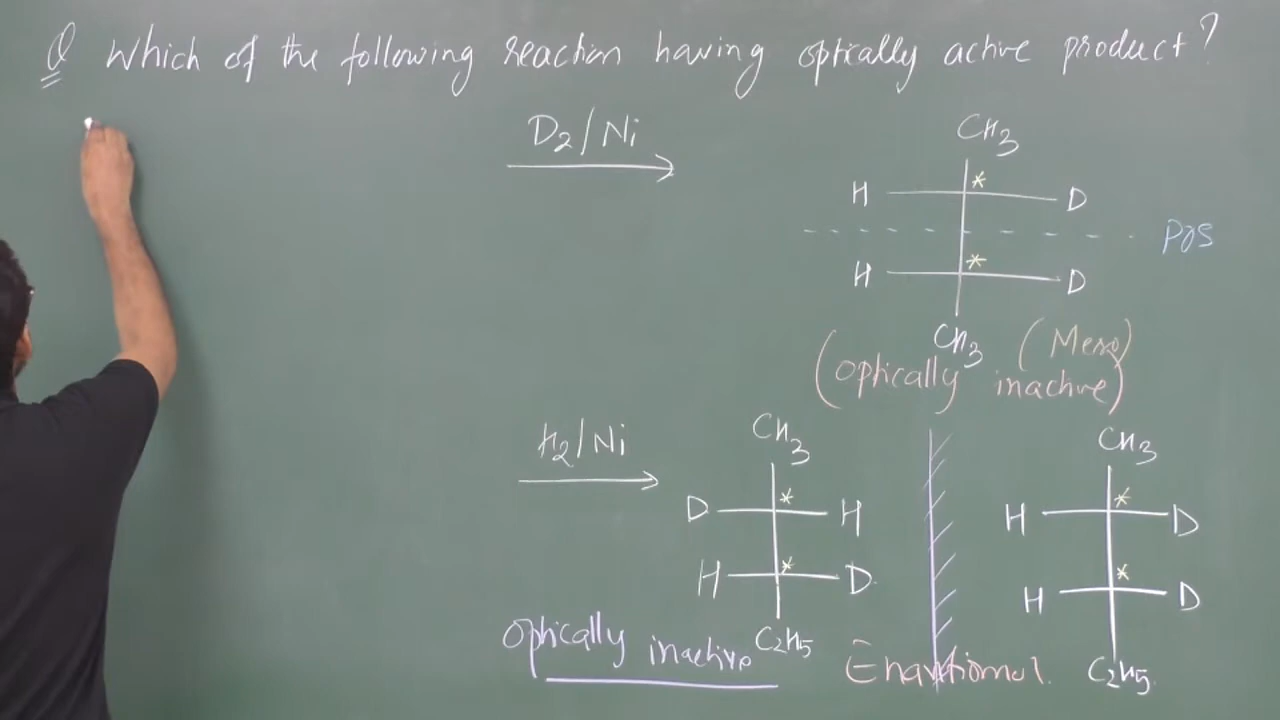 Q Which of the following reaction having optically active product?
D2/Ni
CH3
H * D
POS
H * D
CH3 (Meso)
(optically inactive)
H2/Ni
CH3 CH3
D * H H * D
H * D H * D
Optically inactive C2H5 Enantiomer. C2H5